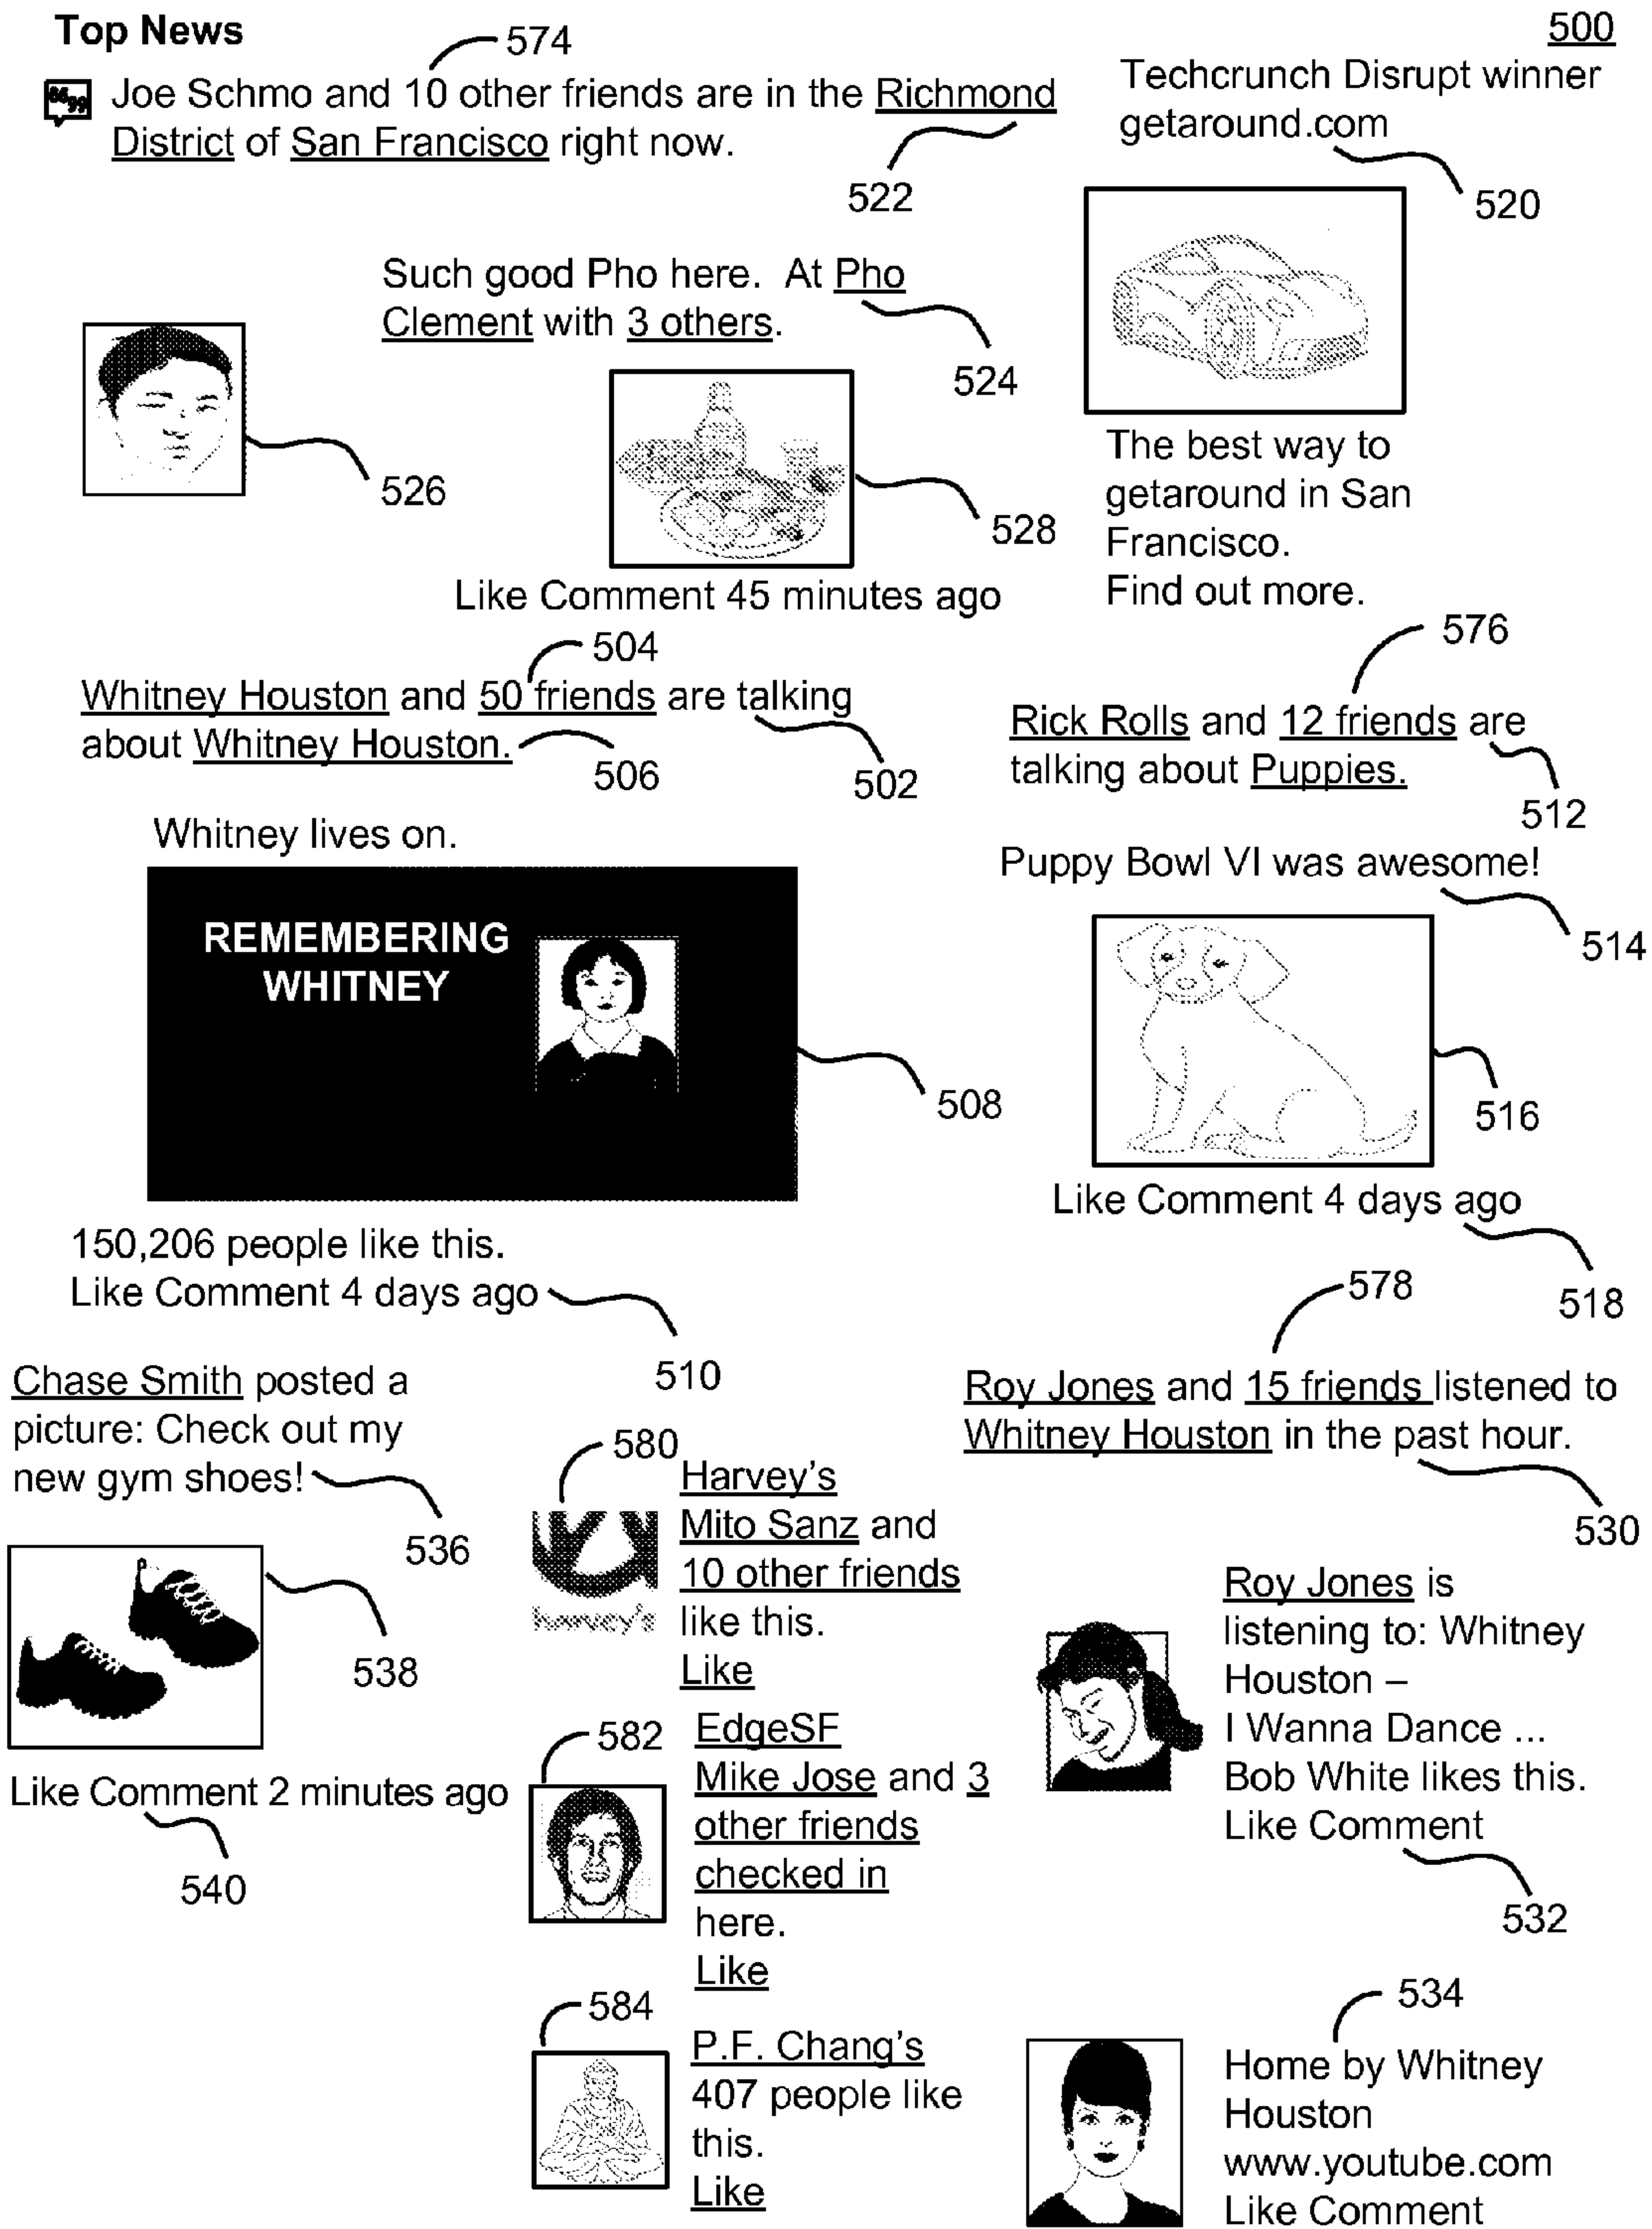 Top News
500
574
Joe Schmo and 10 other friends are in the Richmond
District of San Francisco right now.
522
Techcrunch Disrupt winner
getaround.com
520
Such good Pho here. At Pho
Clement with 3 others.
524
526
528
Like Comment 45 minutes ago
The best way to
getaround in San
Francisco.
Find out more.
504
Whitney Houston and 50 friends are talking
about Whitney Houston.
506
502
576
Rick Rolls and 12 friends are
talking about Puppies.
512
Whitney lives on.
REMEMBERING
WHITNEY
508
150,206 people like this.
Like Comment 4 days ago
510
Puppy Bowl VI was awesome!
514
516
Like Comment 4 days ago
518
578
Roy Jones and 15 friends listened to
Whitney Houston in the past hour.
530
Chase Smith posted a
picture: Check out my
new gym shoes!
536
538
Like Comment 2 minutes ago
540
580
harvey's
Harvey’s
Mito Sanz and
10 other friends
like this.
Like
582
EdgeSF
Mike Jose and 3
other friends
checked in
here.
Like
584
P.F. Chang’s
407 people like
this.
Like
Roy Jones is
listening to: Whitney
Houston –
I Wanna Dance ...
Bob White likes this.
Like Comment
532
534
Home by Whitney
Houston
www.youtube.com
Like Comment